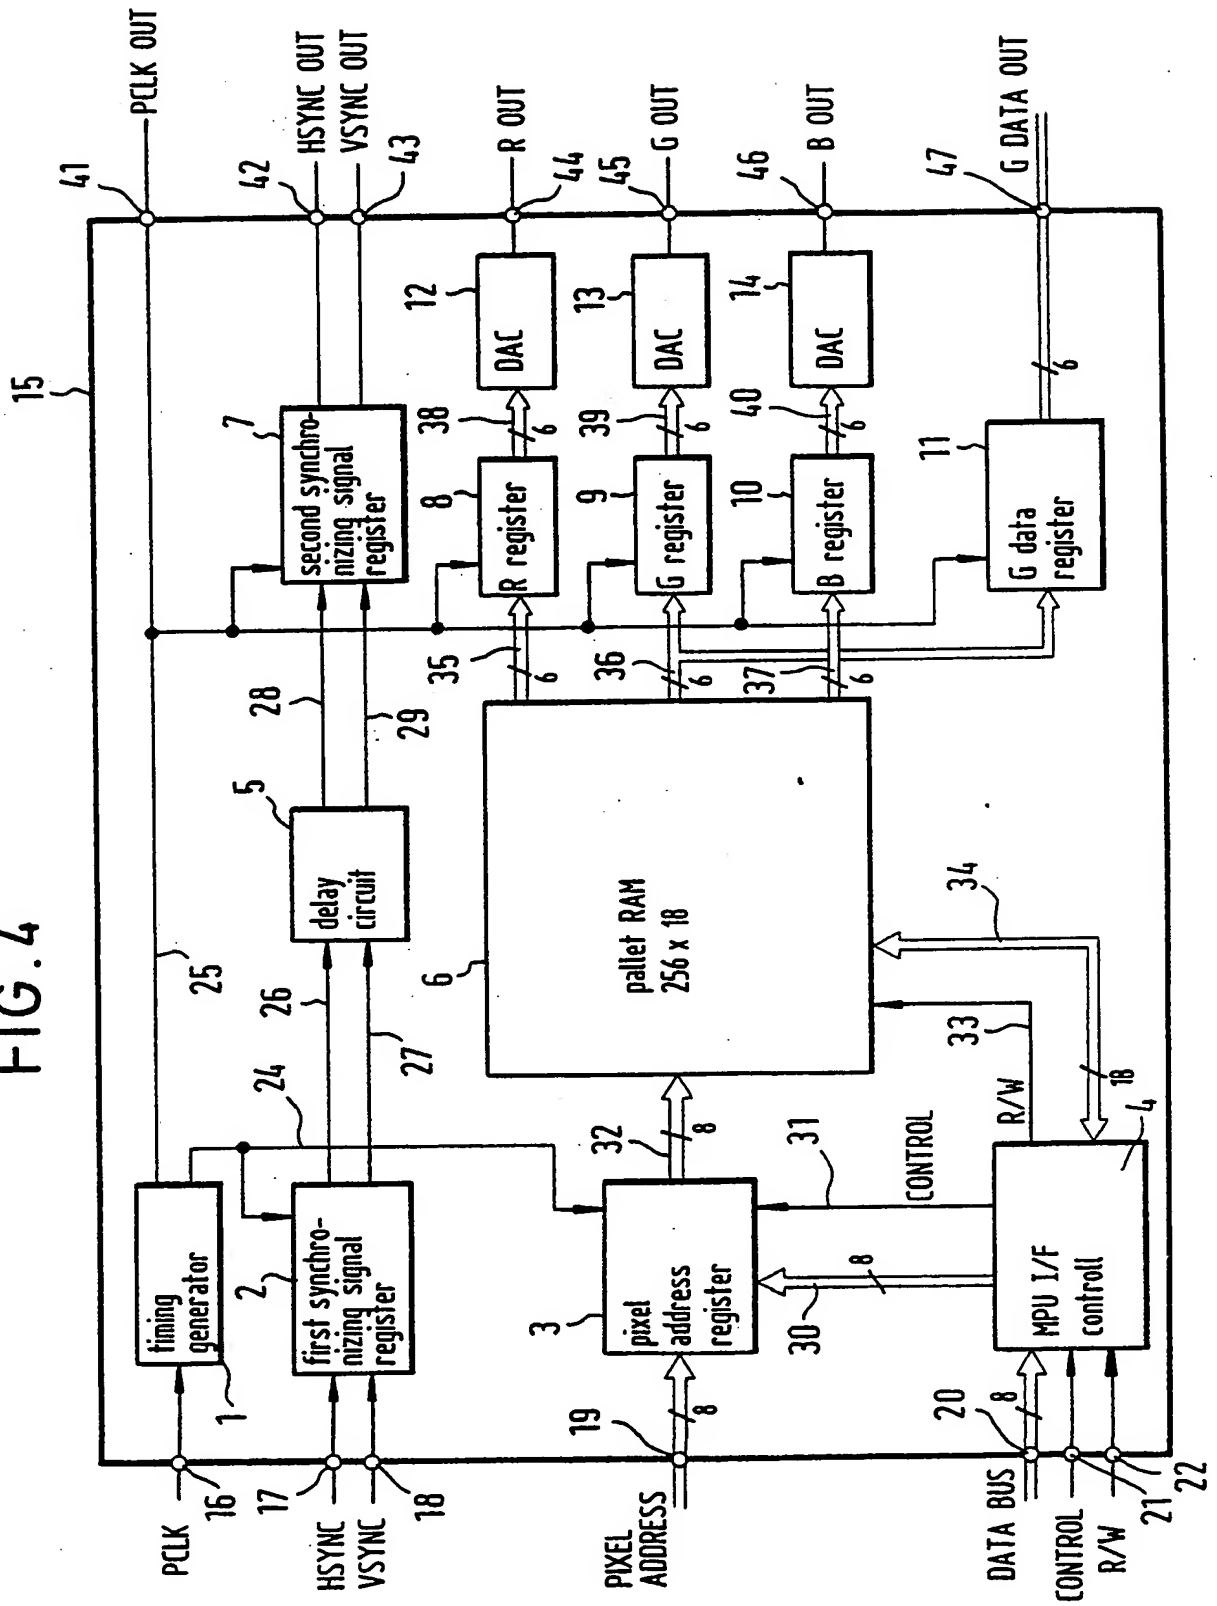 FIG. 4
15
PCLK
16
1
timing
generator
25
41
PCLK OUT
HSYNC
VSYNC
17
18
2
first synchro-
nizing signal
register
24
26
27
5
delay
circuit
28
29
7
second synchro-
nizing signal
register
42
43
HSYNC OUT
VSYNC OUT
PIXEL
ADDRESS
19
8
3
pixel
address
register
32
8
6
pallet RAM
256 x 18
35
6
8
R register
38
6
12
DAC
44
R OUT
36
6
9
G register
39
6
13
DAC
45
G OUT
37
6
10
B register
40
6
14
DAC
46
B OUT
30
8
31
CONTROL
R/W
33
34
18
DATA BUS
20
8
CONTROL
21
R/W
22
MPU I/F
controll
4
11
G data
register
6
47
G DATA OUT